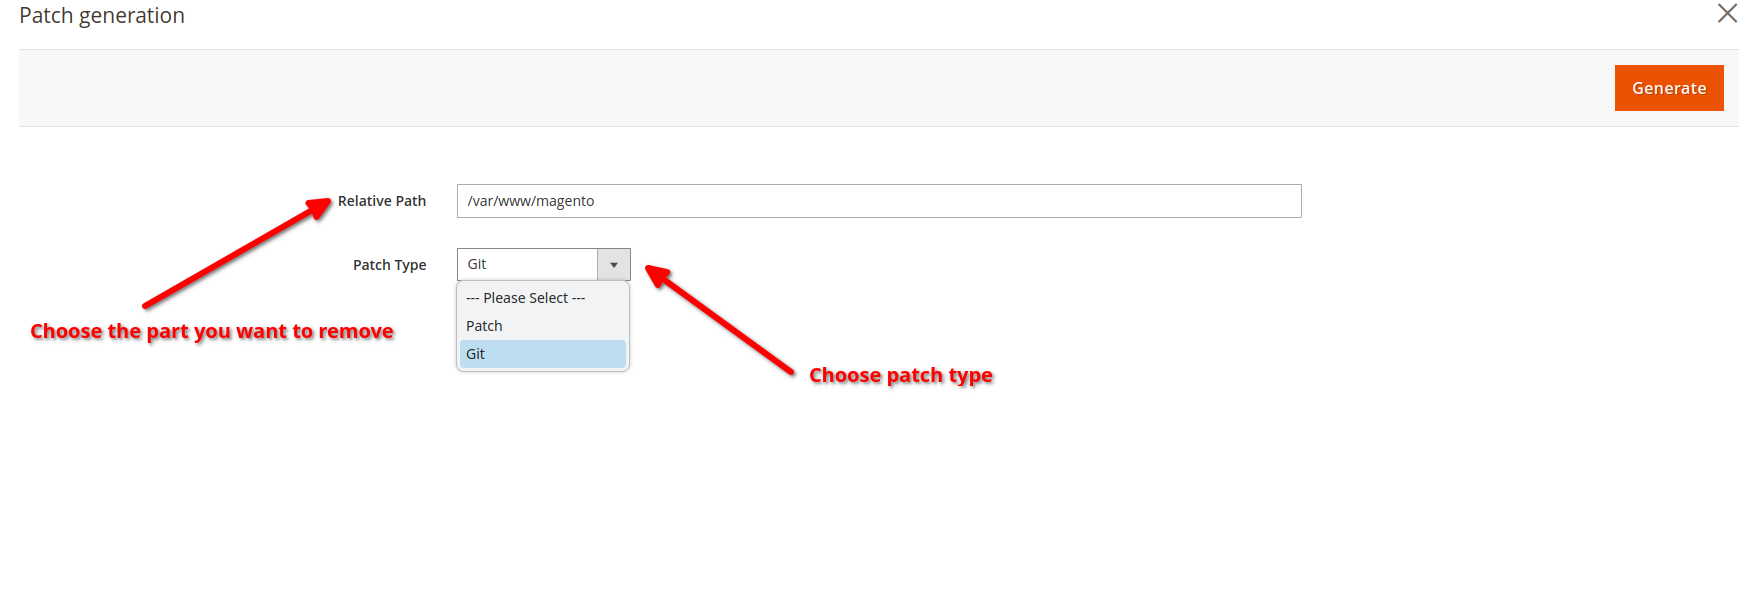 Patch generation
Generate
Relative Path /var/www/magento
Patch Type Git
--- Please Select ---
Patch
Git
Choose the part you want to remove
Choose patch type